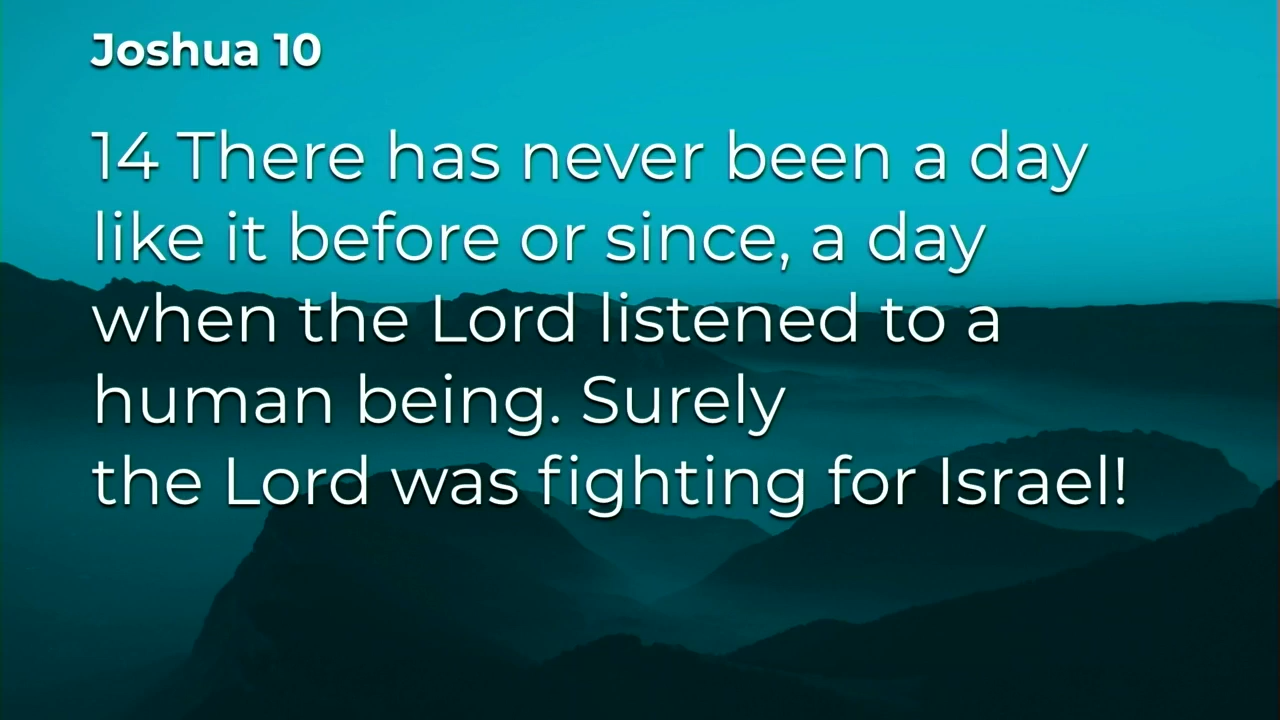 Joshua 10
14 There has never been a day
like it before or since, a day
when the Lord listened to a
human being. Surely
the Lord was fighting for Israel!